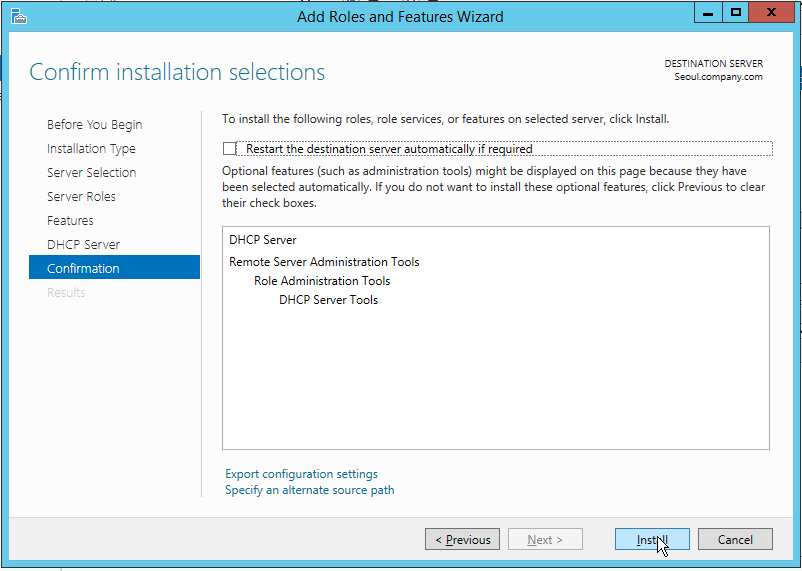 Add Roles and Features Wizard
Confirm installation selections
DESTINATION SERVER
Seoul.company.com
Before You Begin
Installation Type
Server Selection
Server Roles
Features
DHCP Server
Confirmation
Results
To install the following roles, role services, or features on selected server, click Install.
Restart the destination server automatically if required
Optional features (such as administration tools) might be displayed on this page because they have
been selected automatically. If you do not want to install these optional features, click Previous to clear
their check boxes.
DHCP Server
Remote Server Administration Tools
Role Administration Tools
DHCP Server Tools
Export configuration settings
Specify an alternate source path
< Previous
Next >
Install
Cancel